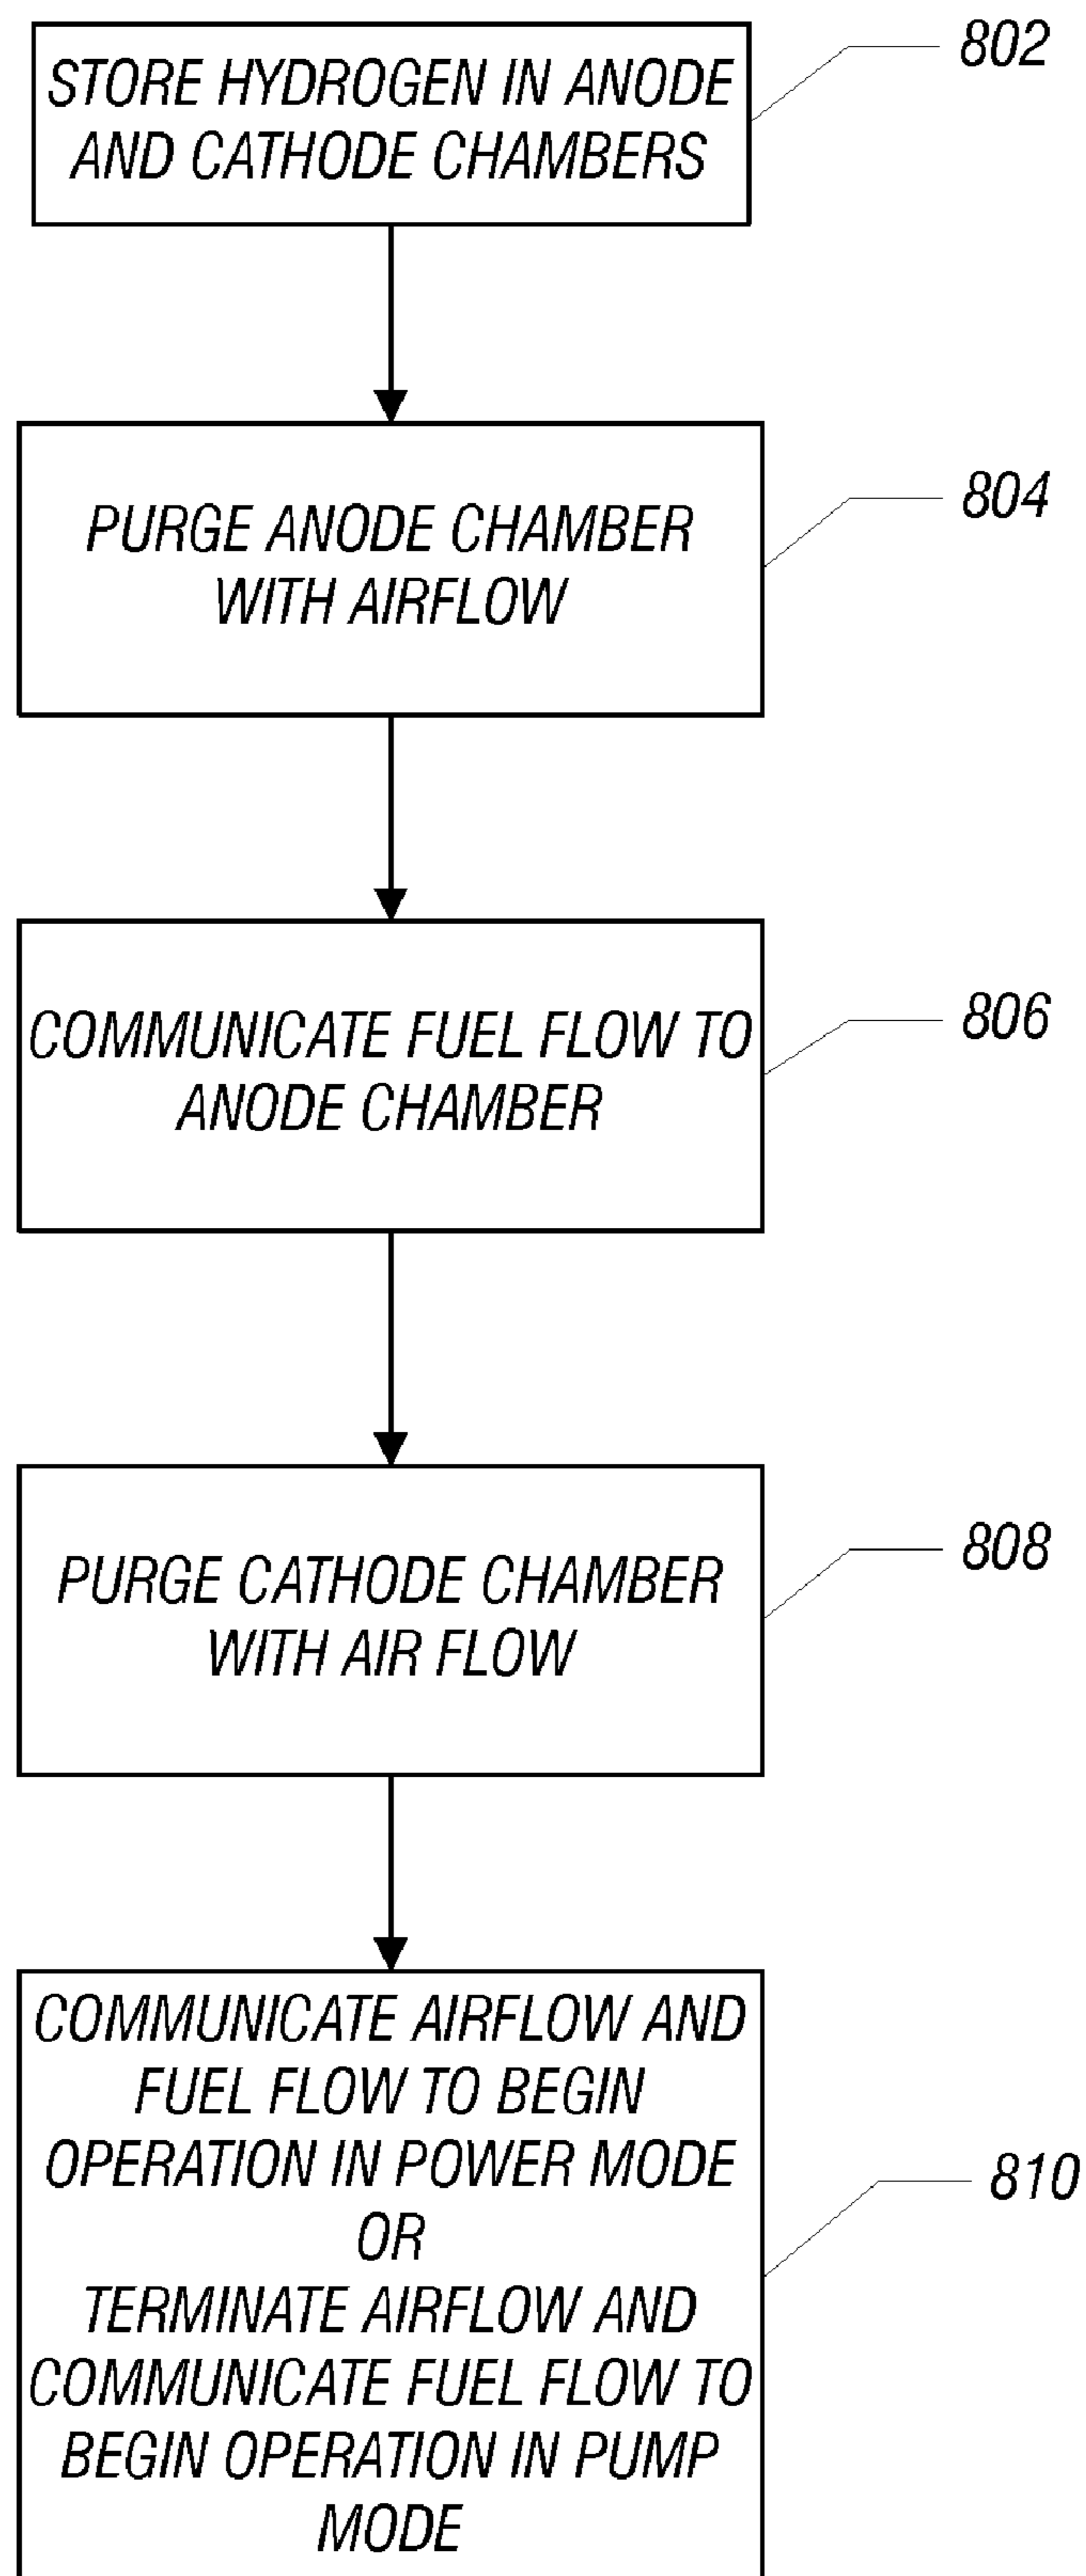 STORE HYDROGEN IN ANODE
AND CATHODE CHAMBERS
802
PURGE ANODE CHAMBER
WITH AIRFLOW
804
COMMUNICATE FUEL FLOW TO
ANODE CHAMBER
806
PURGE CATHODE CHAMBER
WITH AIR FLOW
808
COMMUNICATE AIRFLOW AND
FUEL FLOW TO BEGIN
OPERATION IN POWER MODE
OR
TERMINATE AIRFLOW AND
COMMUNICATE FUEL FLOW TO
BEGIN OPERATION IN PUMP
MODE
810